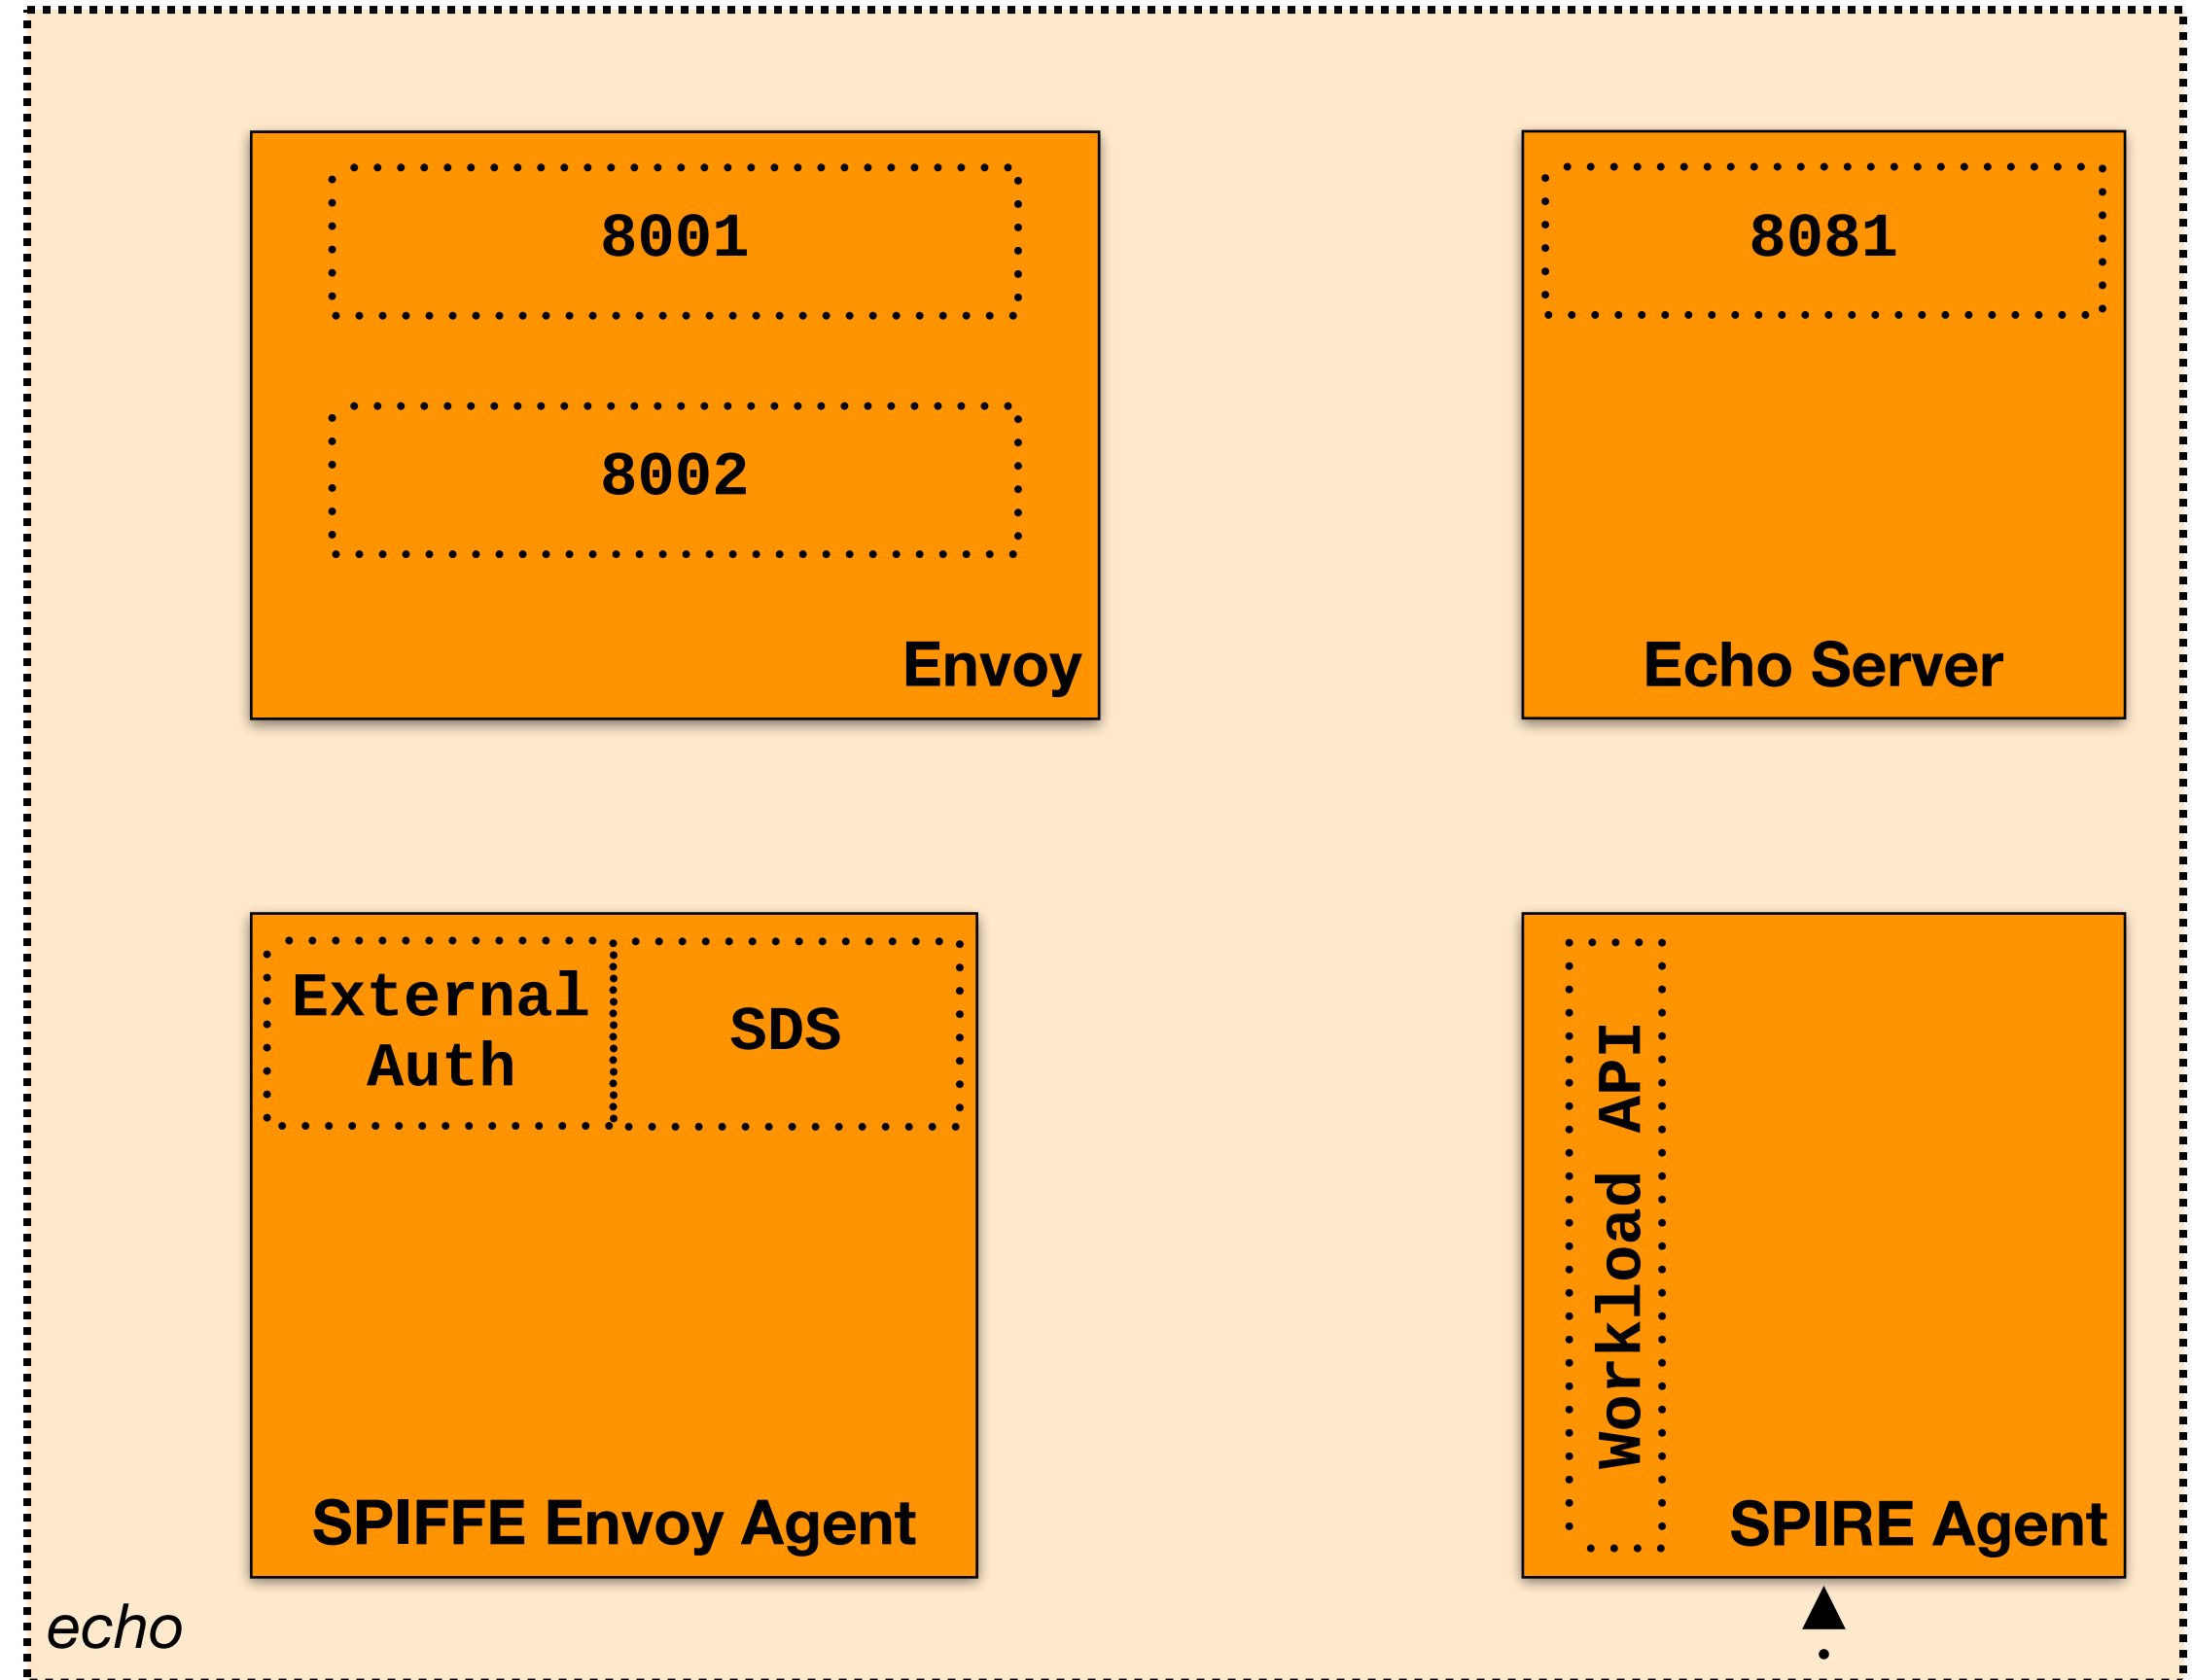 8001
8002
Envoy
8081
Echo Server
External
Auth
SDS
SPIFFE Envoy Agent
Workload API
SPIRE Agent
echo